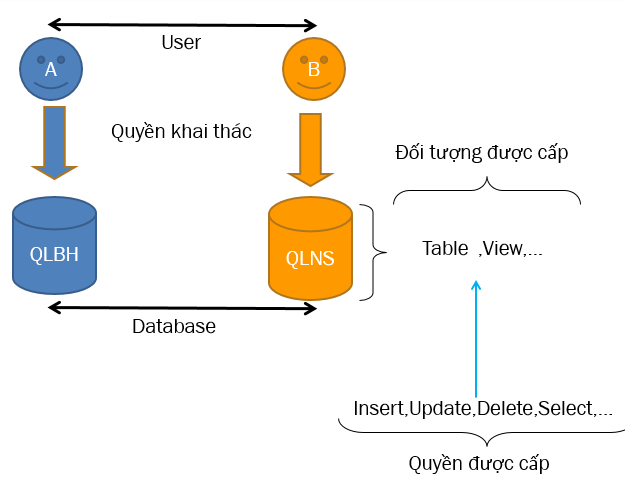 User
A
B
Quyền khai thác
Đối tượng được cấp
QLBH
QLNS
Table ,View,...
Database
Insert,Update,Delete,Select,...
Quyền được cấp